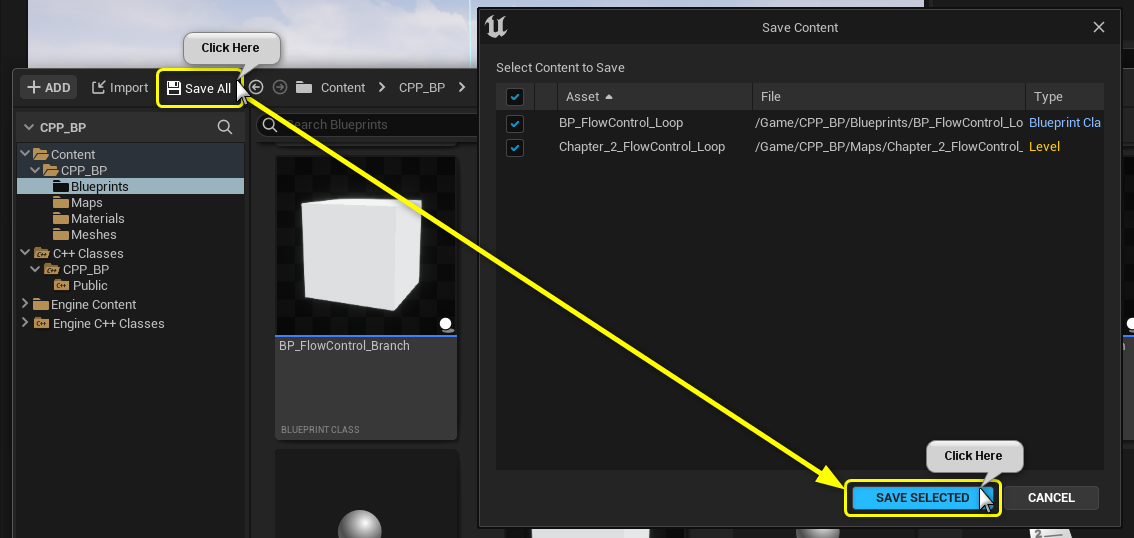 Save Content
Click Here
Select Content to Save
ADD
Import
Save All
Content
CPP_BP
Asset
File
Type
CPP_BP
Search Blueprints
BP_FlowControl_Loop
/Game/CPP_BP/Blueprints/BP_FlowControl_Lo
Blueprint Cla
Chapter_2_FlowControl_Loop
/Game/CPP_BP/Maps/Chapter_2_FlowControl_
Level
Content
CPP_BP
Blueprints
Maps
Materials
Meshes
C++ Classes
CPP_BP
Public
Engine Content
Engine C++ Classes
BP_FlowControl_Branch
BLUEPRINT CLASS
Click Here
SAVE SELECTED
CANCEL